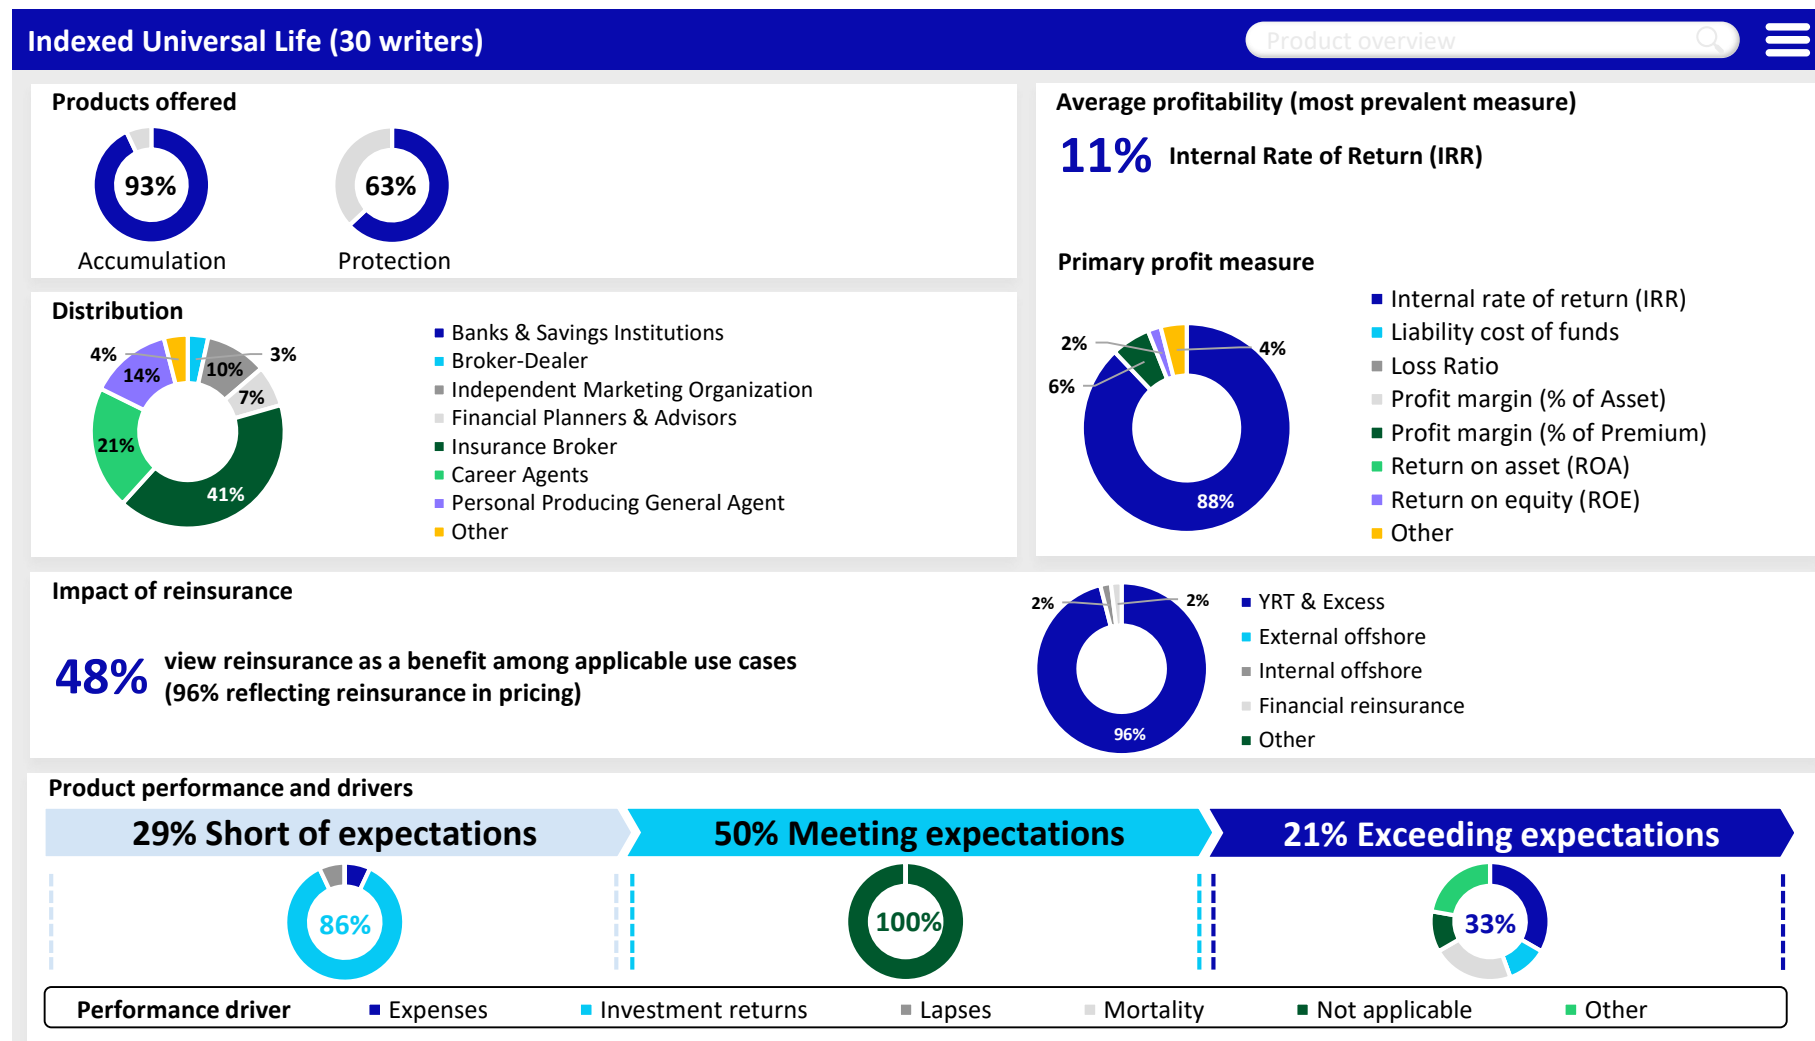 Indexed Universal Life (30 writers)
Product overview
Products offered
93%
63%
Accumulation
Protection
Average profitability (most prevalent measure)
11% Internal Rate of Return (IRR)
Primary profit measure
2%
4%
6%
88%
Internal rate of return (IRR)
Liability cost of funds
Loss Ratio
Profit margin (% of Asset)
Profit margin (% of Premium)
Return on asset (ROA)
Return on equity (ROE)
Other
Distribution
4%
3%
14%
10%
7%
21%
41%
Banks & Savings Institutions
Broker-Dealer
Independent Marketing Organization
Financial Planners & Advisors
Insurance Broker
Career Agents
Personal Producing General Agent
Other
Impact of reinsurance
48%
view reinsurance as a benefit among applicable use cases
(96% reflecting reinsurance in pricing)
2%
2%
96%
YRT & Excess
External offshore
Internal offshore
Financial reinsurance
Other
Product performance and drivers
29% Short of expectations
50% Meeting expectations
21% Exceeding expectations
86%
100%
33%
Performance driver
Expenses
Investment returns
Lapses
Mortality
Not applicable
Other